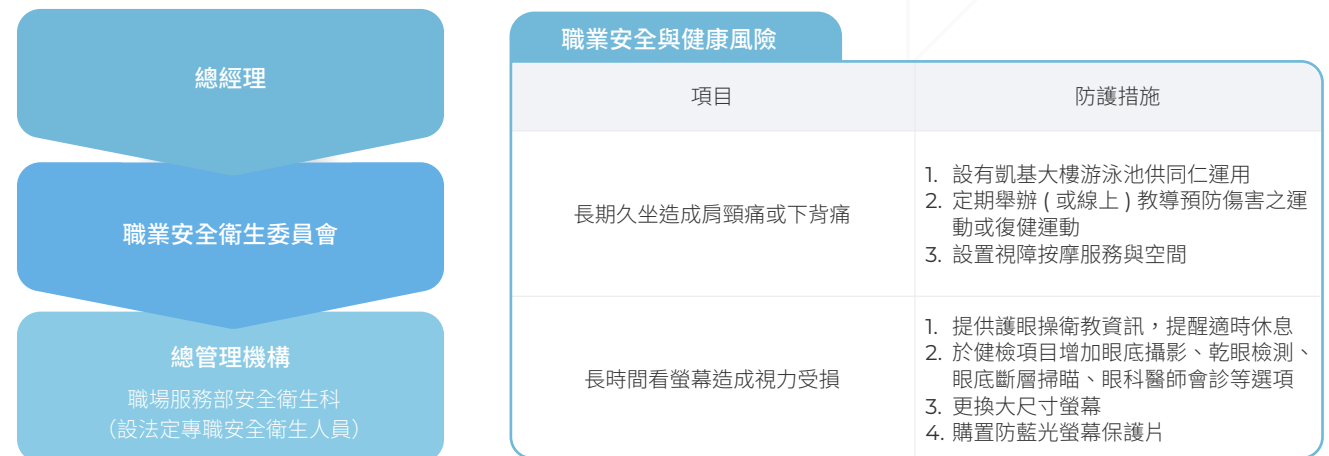 總經理
職業安全衛生委員會
總管理機構
職場服務部安全衛生科
（設法定專職安全衛生人員）
職業安全與健康風險
項目
防護措施
長期久坐造成肩頸痛或下背痛
1. 設有凱基大樓游泳池供同仁運用
2. 定期舉辦 ( 或線上 ) 教導預防傷害之運
動或復健運動
3. 設置視障按摩服務與空間
長時間看螢幕造成視力受損
1. 提供護眼操衛教資訊，提醒適時休息
2. 於健檢項目增加眼底攝影、乾眼檢測、
眼底斷層掃瞄、眼科醫師會診等選項
3. 更換大尺寸螢幕
4. 購置防藍光螢幕保護片